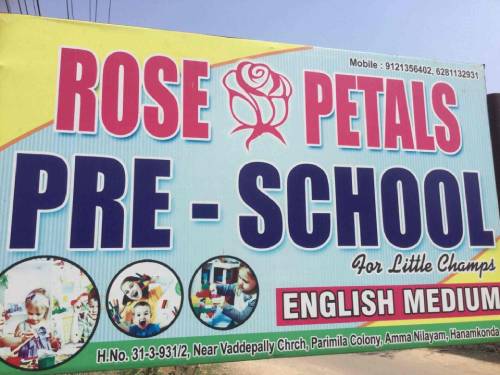 Mobile : 9121356402, 6281132931
ROSE PETALS
PRE - SCHOOL
For Little Champs
ENGLISH MEDIUM
H.No. 31-3-931/2, Near Vaddepally Chrch, Parimila Colony, Amma Nilayam, Hanamkonda